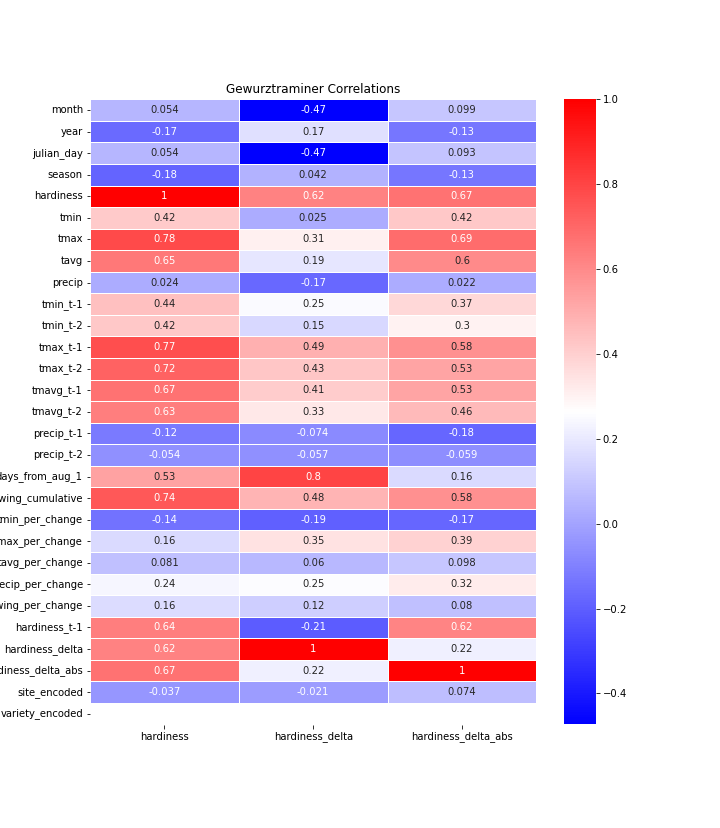 Gewurztraminer Correlations
month 0.054 -0.47 0.099
year -0.17 0.17 -0.13
julian_day 0.054 -0.47 0.093
season -0.18 0.042 -0.13
hardiness 1 0.62 0.67
tmin 0.42 0.025 0.42
tmax 0.78 0.31 0.69
tavg 0.65 0.19 0.6
precip 0.024 -0.17 0.022
tmin_t-1 0.44 0.25 0.37
tmin_t-2 0.42 0.15 0.3
tmax_t-1 0.77 0.49 0.58
tmax_t-2 0.72 0.43 0.53
tmavg_t-1 0.67 0.41 0.53
tmavg_t-2 0.63 0.33 0.46
precip_t-1 -0.12 -0.074 -0.18
precip_t-2 -0.054 -0.057 -0.059
days_from_aug_1 0.53 0.8 0.16
wing_cumulative 0.74 0.48 0.58
tmin_per_change -0.14 -0.19 -0.17
max_per_change 0.16 0.35 0.39
tavg_per_change 0.081 0.06 0.098
ecip_per_change 0.24 0.25 0.32
wing_per_change 0.16 0.12 0.08
hardiness_t-1 0.64 -0.21 0.62
hardiness_delta 0.62 1 0.22
diness_delta_abs 0.67 0.22 1
site_encoded -0.037 -0.021 0.074
variety_encoded
hardiness hardiness_delta hardiness_delta_abs
1.0
0.8
0.6
0.4
0.2
0.0
-0.2
-0.4